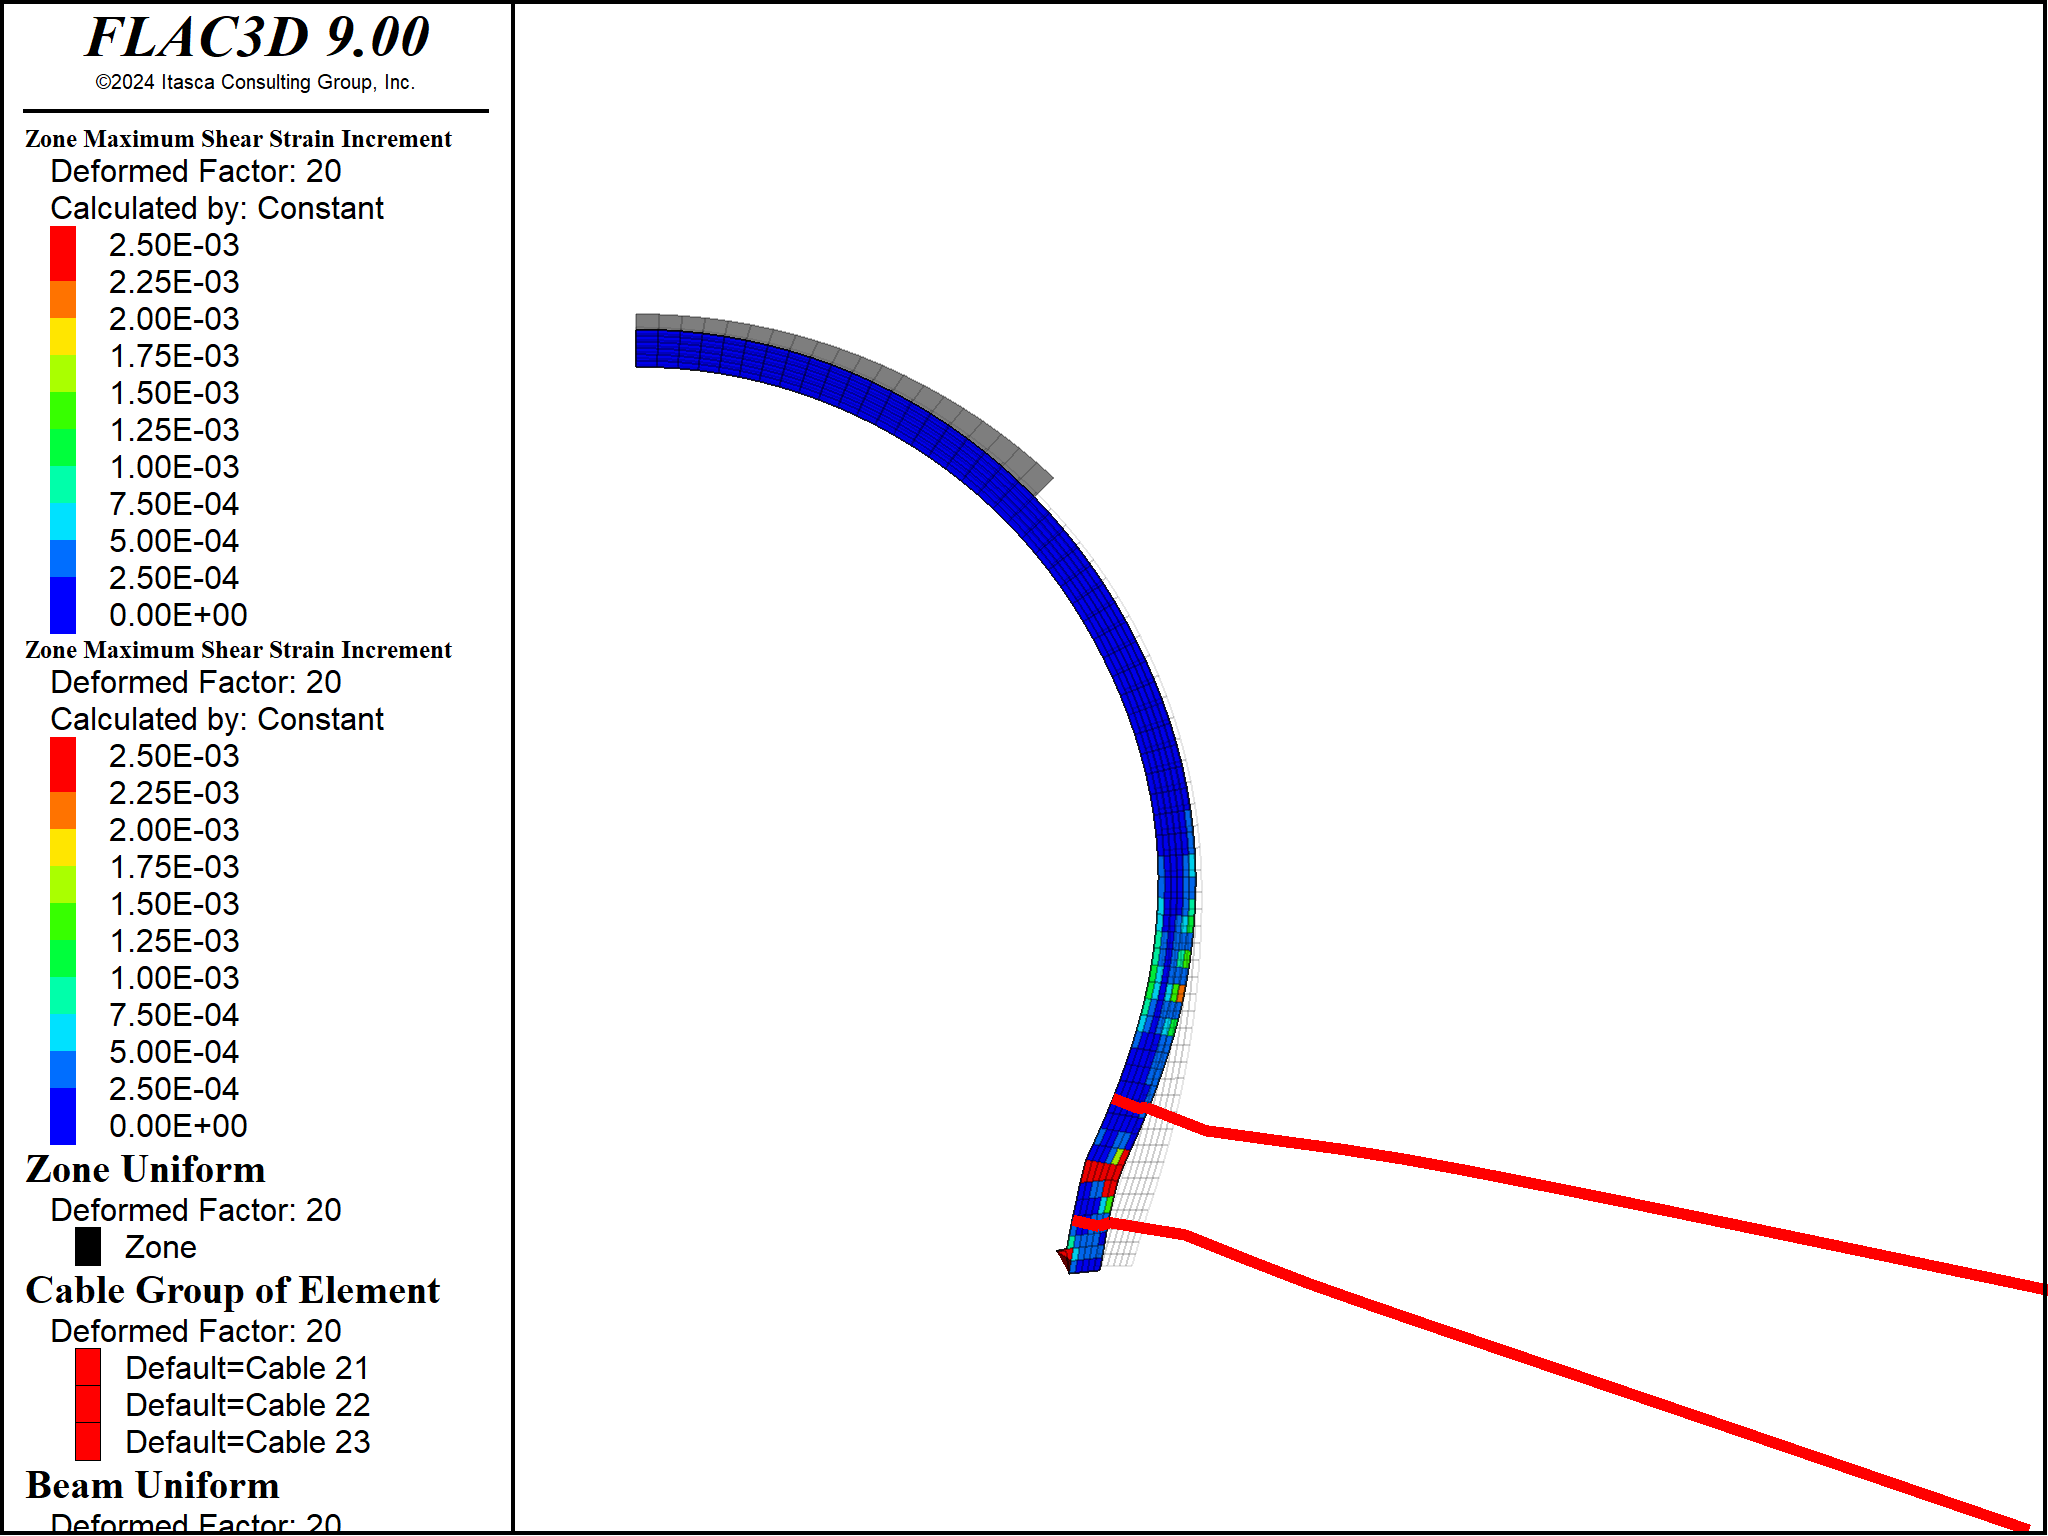 FLAC3D 9.00
©2024 Itasca Consulting Group, Inc.
Zone Maximum Shear Strain Increment
Deformed Factor: 20
Calculated by: Constant
2.50E-03
2.25E-03
2.00E-03
1.75E-03
1.50E-03
1.25E-03
1.00E-03
7.50E-04
5.00E-04
2.50E-04
0.00E+00
Zone Maximum Shear Strain Increment
Deformed Factor: 20
Calculated by: Constant
2.50E-03
2.25E-03
2.00E-03
1.75E-03
1.50E-03
1.25E-03
1.00E-03
7.50E-04
5.00E-04
2.50E-04
0.00E+00
Zone Uniform
Deformed Factor: 20
Zone
Cable Group of Element
Deformed Factor: 20
Default=Cable 21
Default=Cable 22
Default=Cable 23
Beam Uniform
Deformed Factor: 20